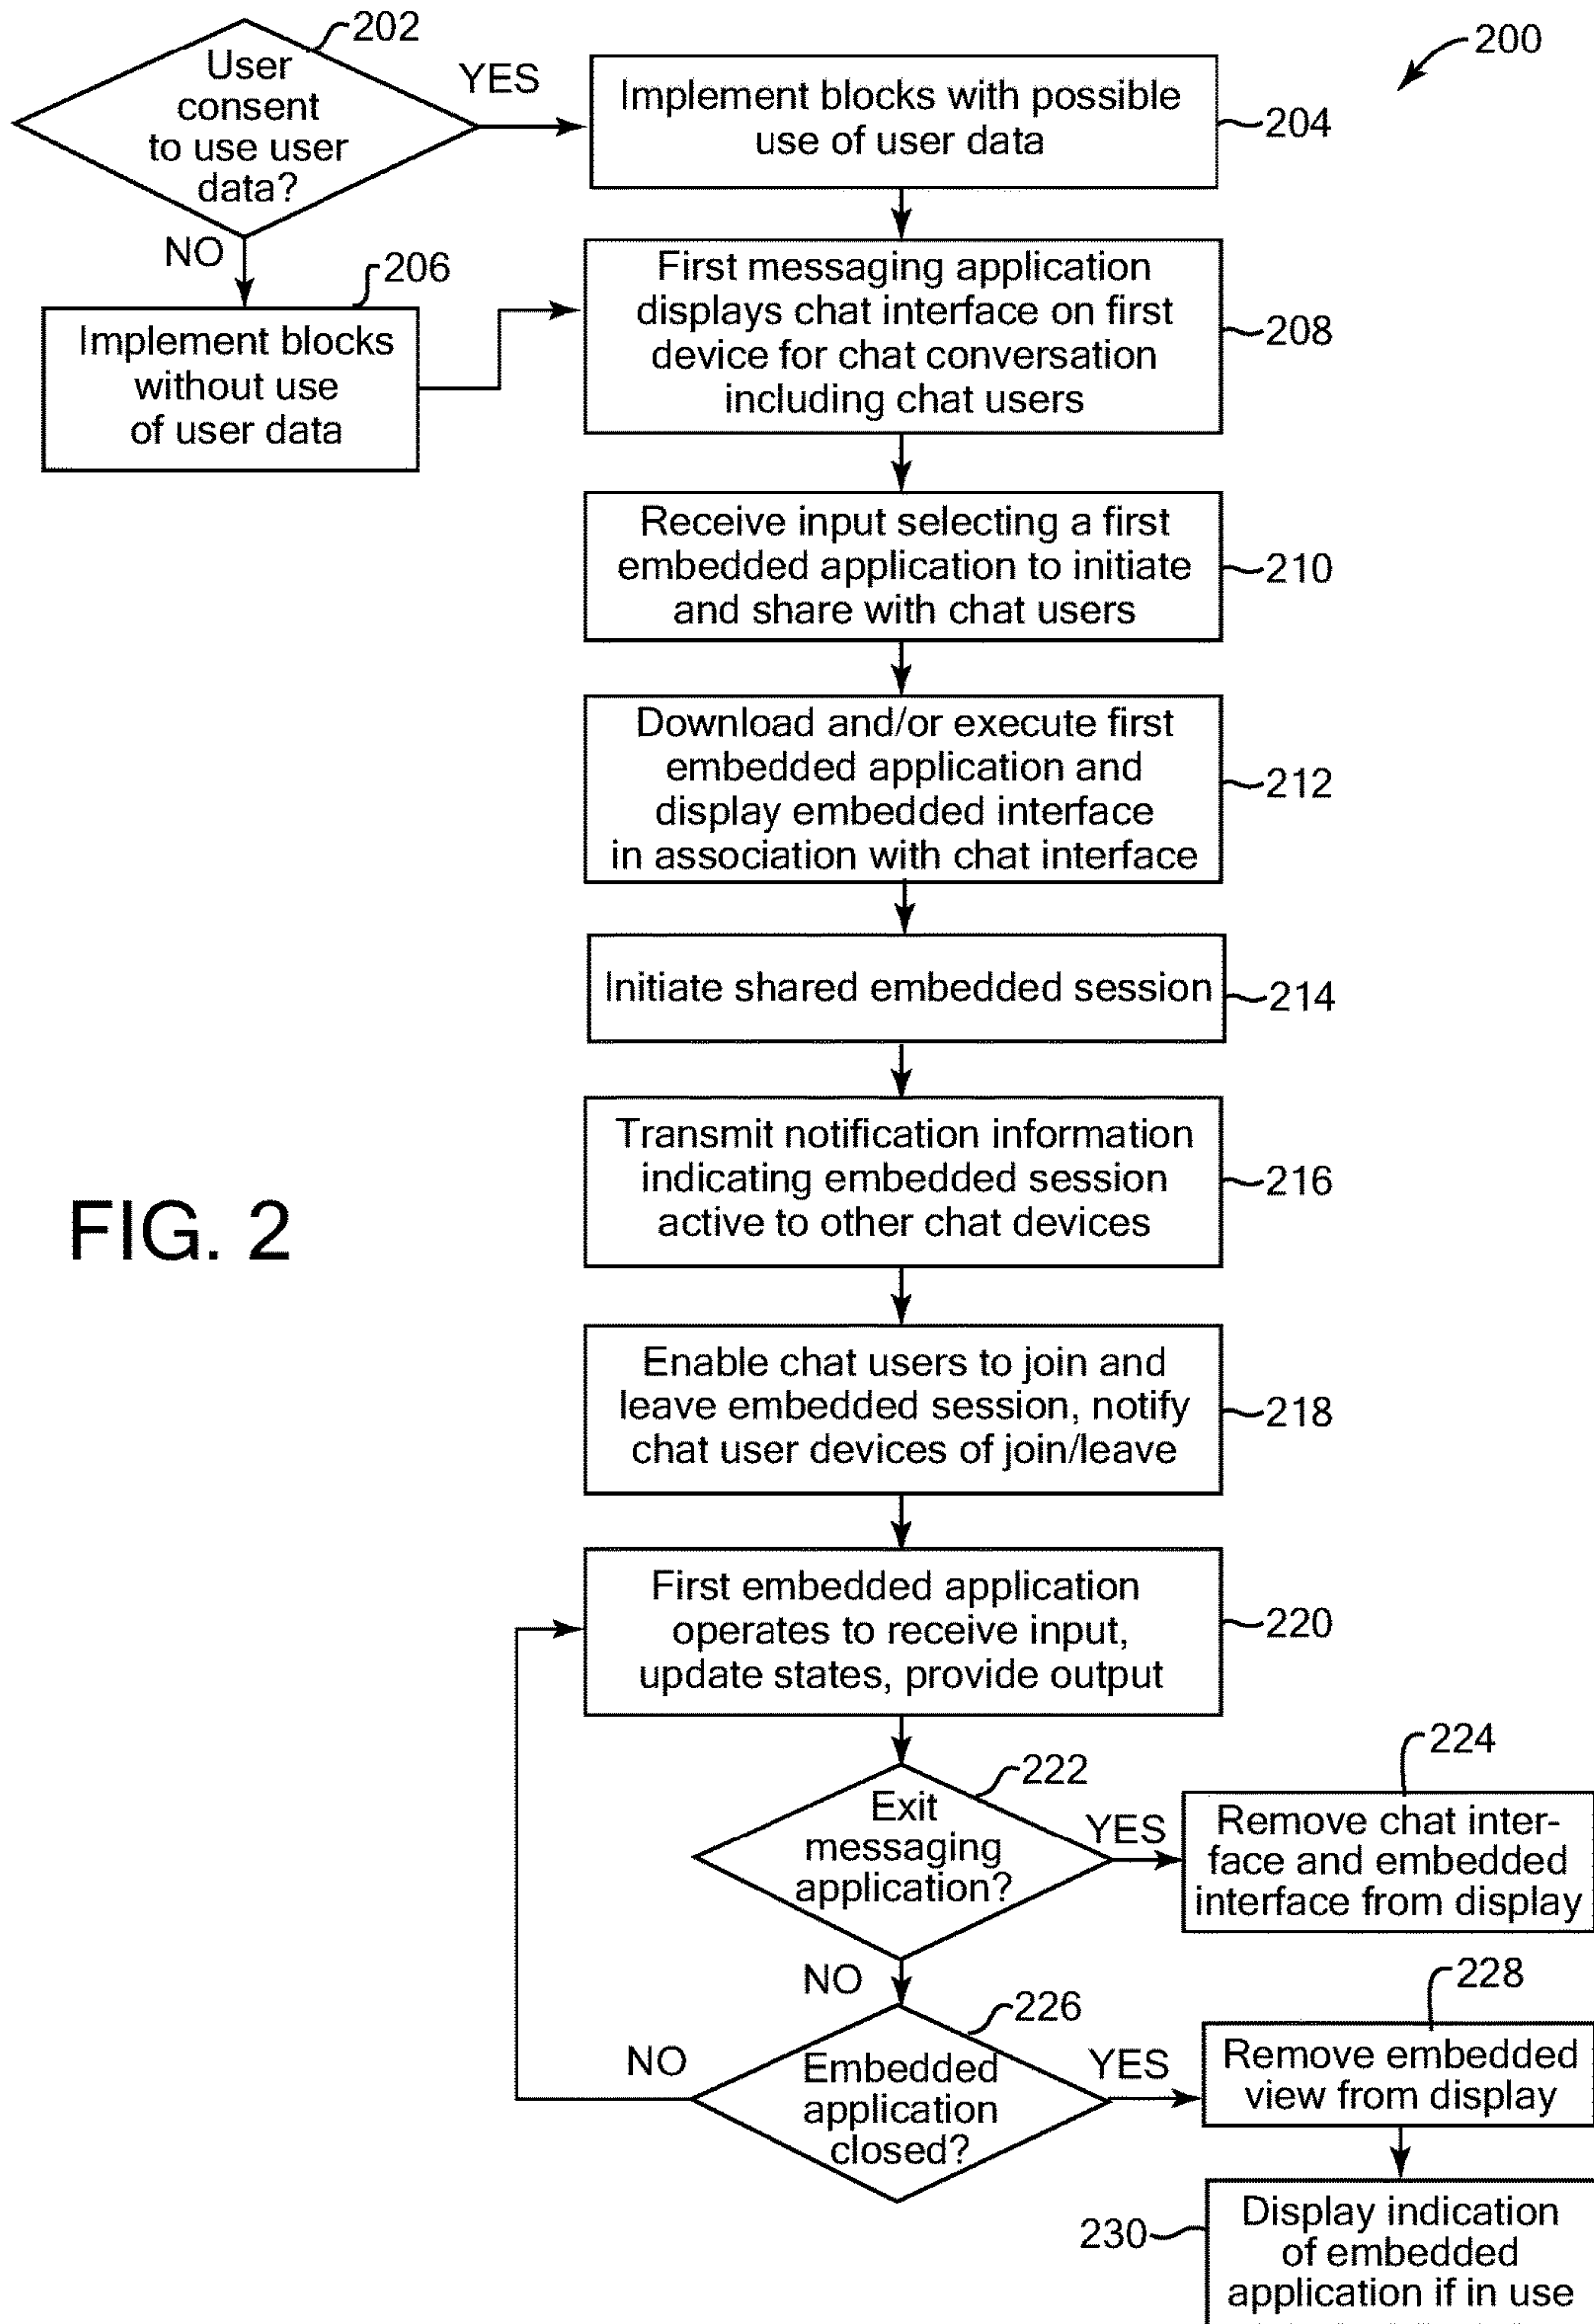 202
200
User
consent
to use user
data?
YES
Implement blocks with possible
use of user data
204
NO
206
Implement blocks
without use
of user data
First messaging application
displays chat interface on first
device for chat conversation
including chat users
208
Receive input selecting a first
embedded application to initiate
and share with chat users
210
Download and/or execute first
embedded application and
display embedded interface
in association with chat interface
212
Initiate shared embedded session
214
Transmit notification information
indicating embedded session
active to other chat devices
216
FIG. 2
Enable chat users to join and
leave embedded session, notify
chat user devices of join/leave
218
First embedded application
operates to receive input,
update states, provide output
220
222
Exit
messaging
application?
YES
224
Remove chat inter-
face and embedded
interface from display
NO
226
Embedded
application
closed?
NO
YES
228
Remove embedded
view from display
230
Display indication
of embedded
application if in use